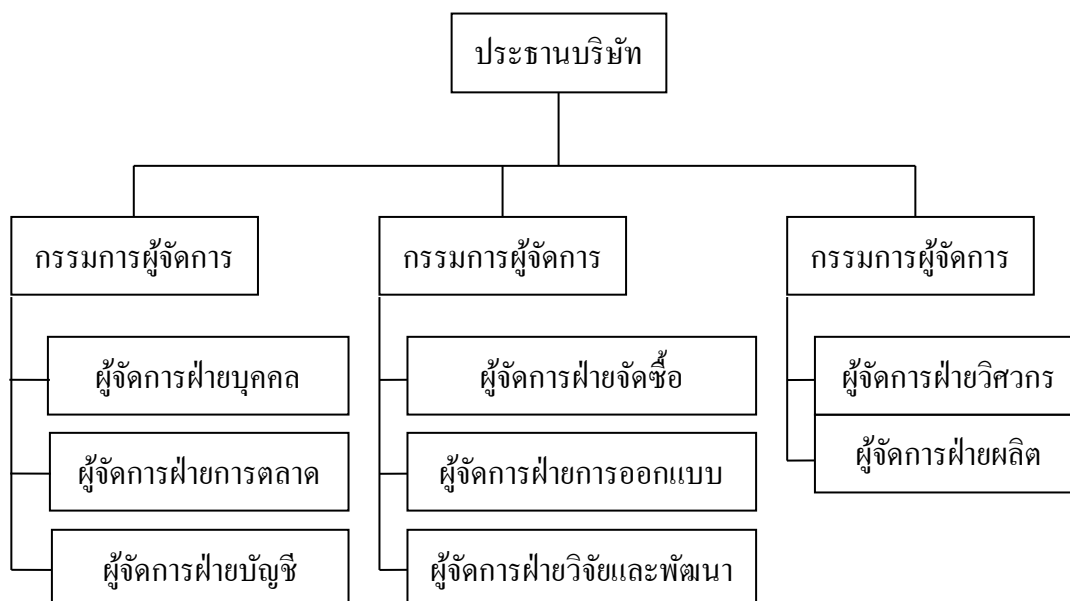 ประธานบริษัท
กรรมการผู้จัดการ
กรรมการผู้จัดการ
กรรมการผู้จัดการ
ผู้จัดการฝ่ายบุคคล
ผู้จัดการฝ่ายจัดซื้อ
ผู้จัดการฝ่ายวิศวกร
ผู้จัดการฝ่ายการตลาด
ผู้จัดการฝ่ายการออกแบบ
ผู้จัดการฝ่ายผลิต
ผู้จัดการฝ่ายบัญชี
ผู้จัดการฝ่ายวิจัยและพัฒนา